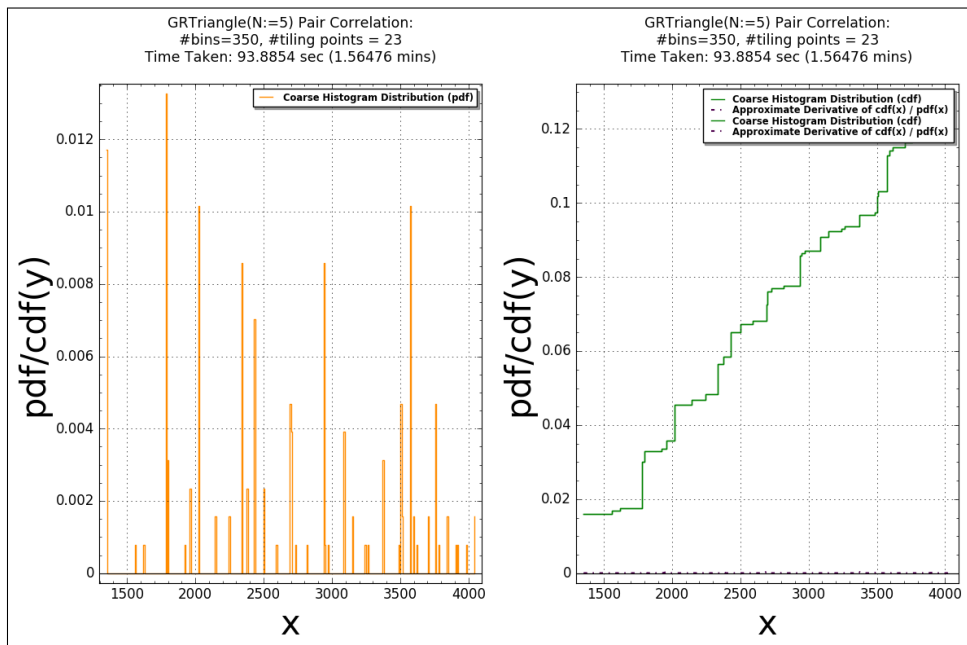 GRTriangle(N:=5) Pair Correlation:
#bins=350, #tiling points = 23
Time Taken: 93.8854 sec (1.56476 mins)
Coarse Histogram Distribution (pdf)
0.012
0.01
0.008
0.006
0.004
0.002
0
pdf/cdf(y)
1500
2000
2500
3000
3500
4000
x
GRTriangle(N:=5) Pair Correlation:
#bins=350, #tiling points = 23
Time Taken: 93.8854 sec (1.56476 mins)
Coarse Histogram Distribution (cdf)
Approximate Derivative of cdf(x) / pdf(x)
Coarse Histogram Distribution (cdf)
Approximate Derivative of cdf(x) / pdf(x)
0.12
0.1
0.08
0.06
0.04
0.02
0
pdf/cdf(y)
1500
2000
2500
3000
3500
4000
x